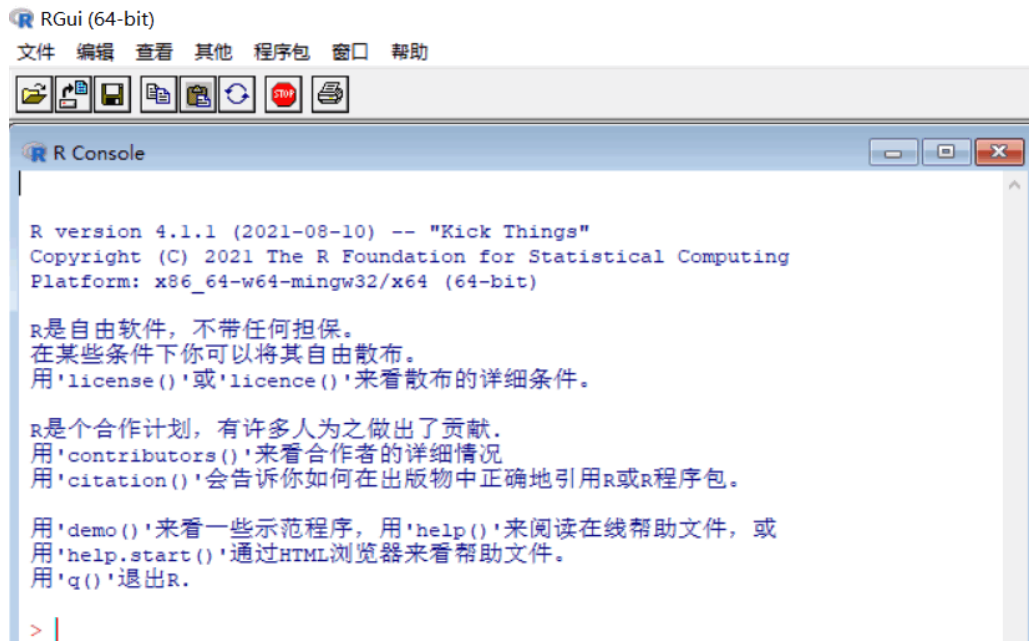 RGui (64-bit)
文件 编辑 查看 其他 程序包 窗口 帮助
STOP
R Console
R version 4.1.1 (2021-08-10) -- "Kick Things"
Copyright (C) 2021 The R Foundation for Statistical Computing
Platform: x86_64-w64-mingw32/x64 (64-bit)
R是自由软件，不带任何担保。
在某些条件下你可以将其自由散布。
用'license()'或'licence()'来看散布的详细条件。
R是个合作计划，有许多人为之做出了贡献.
用'contributors()'来看合作者的详细情况
用'citation()'会告诉你如何在出版物中正确地引用R或R程序包。
用'demo()'来看一些示范程序，用'help()'来阅读在线帮助文件，或
用'help.start()'通过HTML浏览器来看帮助文件。
用'q()'退出R.
>